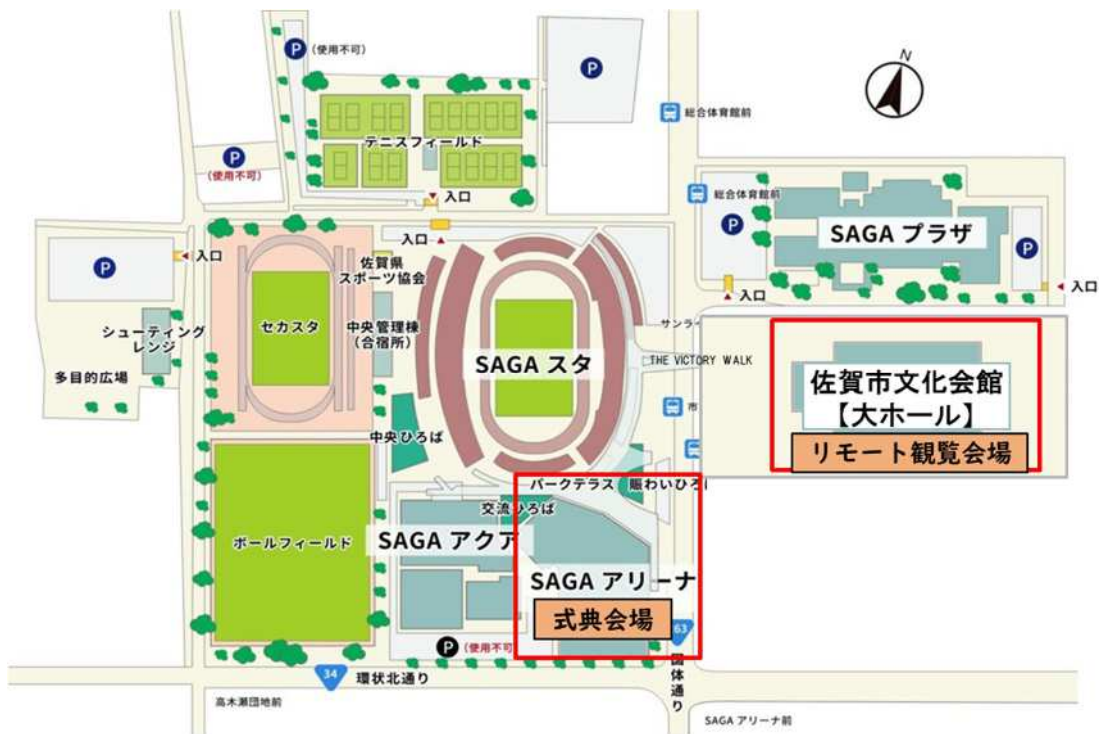 P
(使用不可)
P
N
総合体育館前
テニスフィールド
P
(使用不可)
入口
総合体育館前
P
SAGA プラザ
P
入口
入口
入口
入口
P
佐賀県
スポーツ協会
シューティング
レンジ
セカスタ
中央管理棟
(合宿所)
SAGA スタ
サンライ
THE VICTORY WALK
多目的広場
市
佐賀市文化会館
【大ホール】
リモート観覧会場
中央ひろば
パークテラス
賑わいひろば
交流ひろば
ボールフィールド
SAGA アクア
SAGA アリーナ
式典会場
P
(使用不可
63
国体通り
34
環状北通り
高木瀬団地前
SAGA アリーナ前